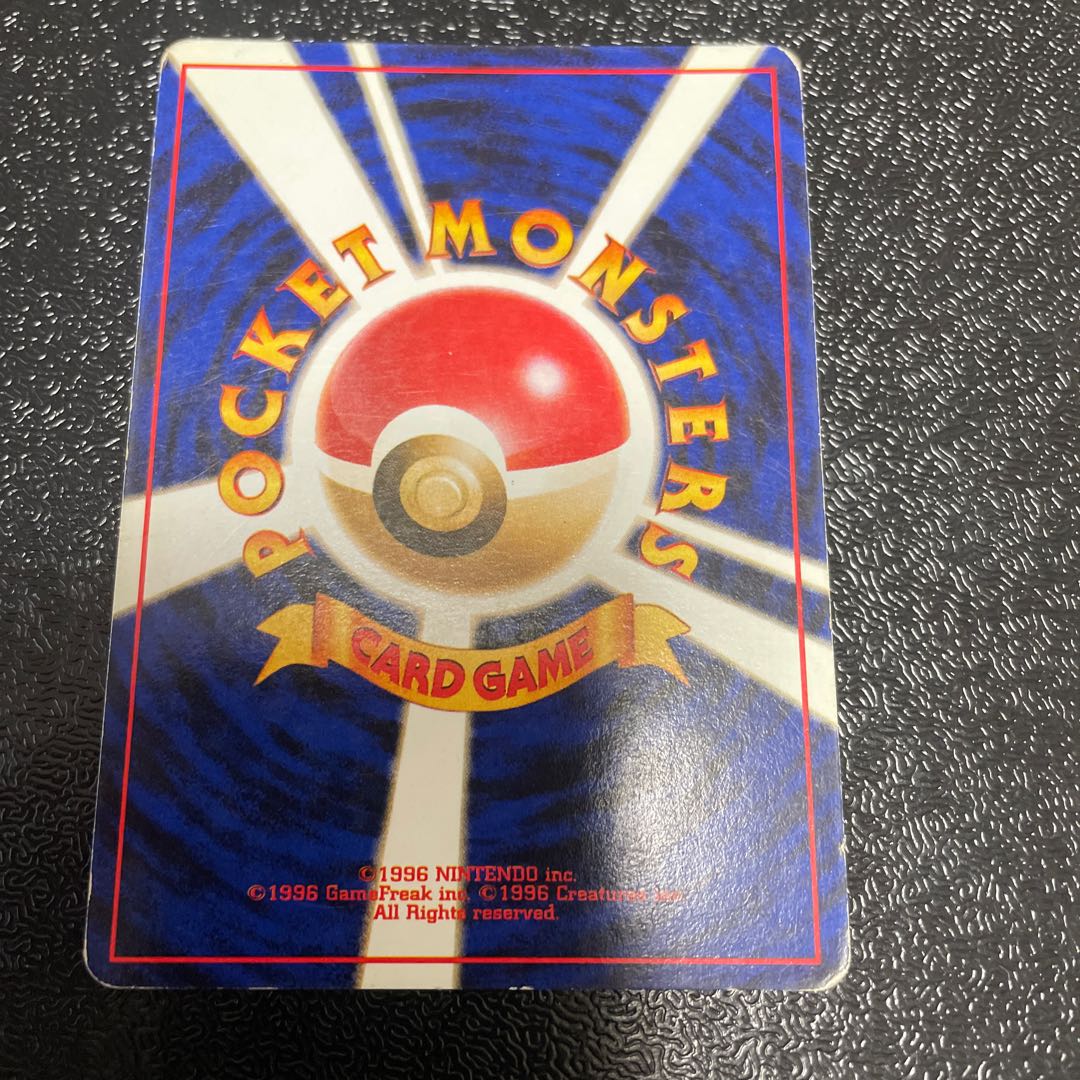 POCKET MONSTERS
CARD GAME
©1996 NINTENDO inc.
©1996 GameFreak inc. ©1996 Creatures inc.
All Rights reserved.